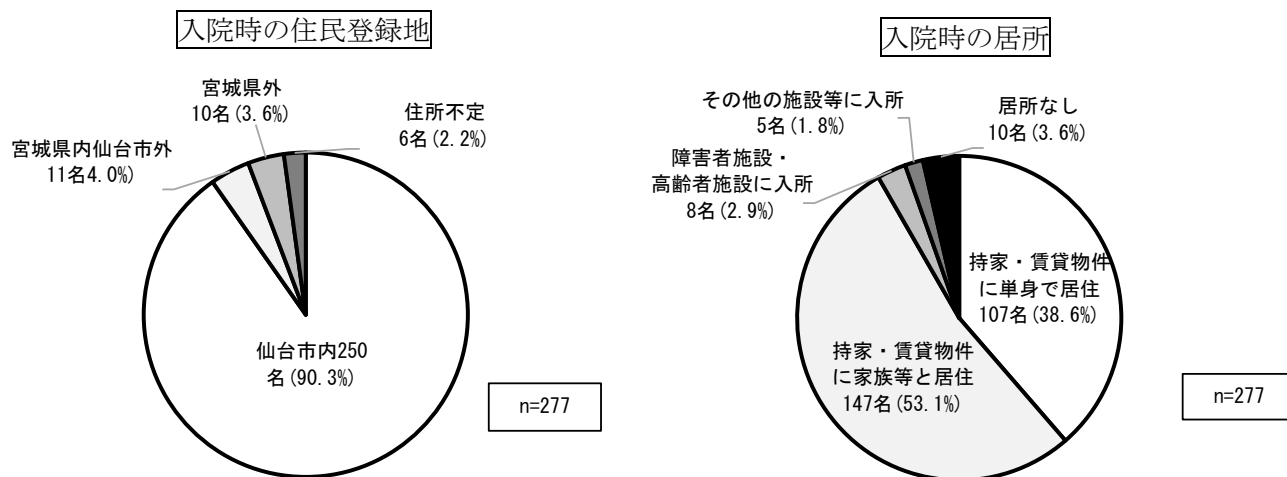 入院時の住民登録地
宮城県外
10名(3.6%)
住所不定
6名(2.2%)
宮城県内仙台市外
11名4.0%)
仙台市内250
名(90.3%)
n=277
入院時の居所
その他の施設等に入所
5名(1.8%)
居所なし
10名(3.6%)
障害者施設・
高齢者施設に入所
8名(2.9%)
持家・賃貸物件
に単身で居住
107名(38.6%)
持家・賃貸物件
に家族等と居住
147名(53.1%)
n=277